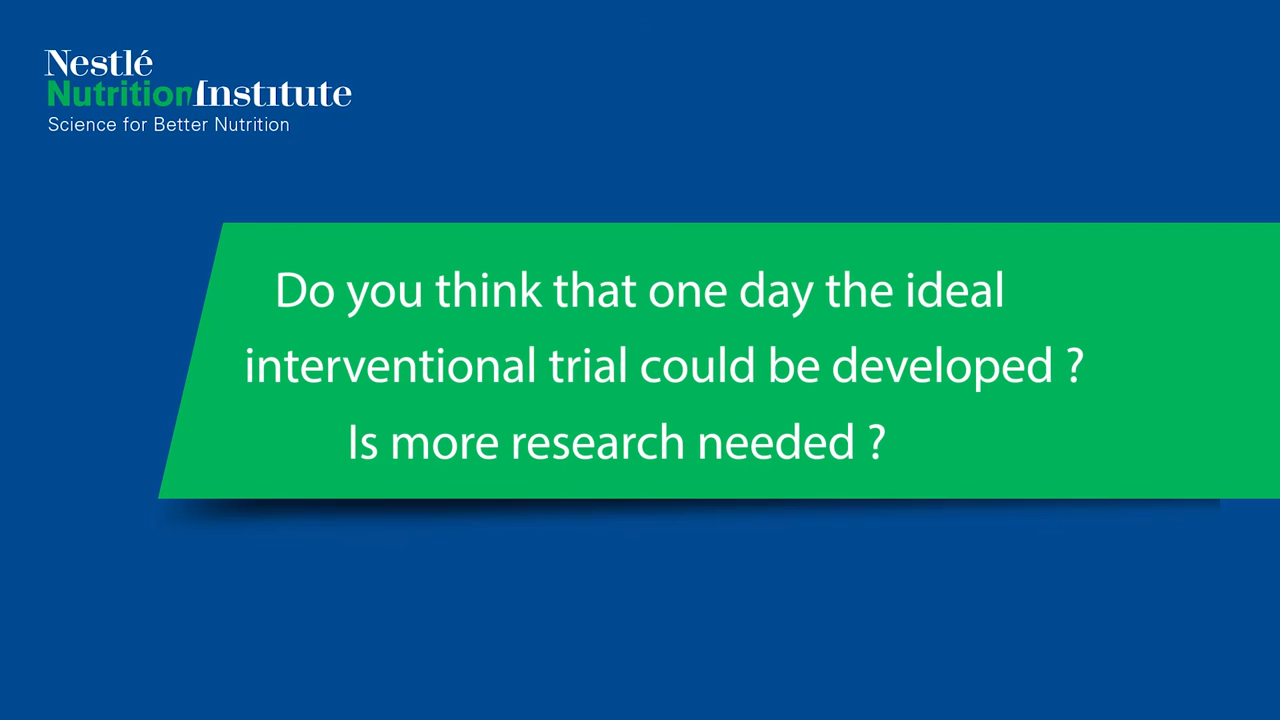 Nestlé
NutritionInstitute
Science for Better Nutrition
Do you think that one day the ideal
interventional trial could be developed ?
Is more research needed ?